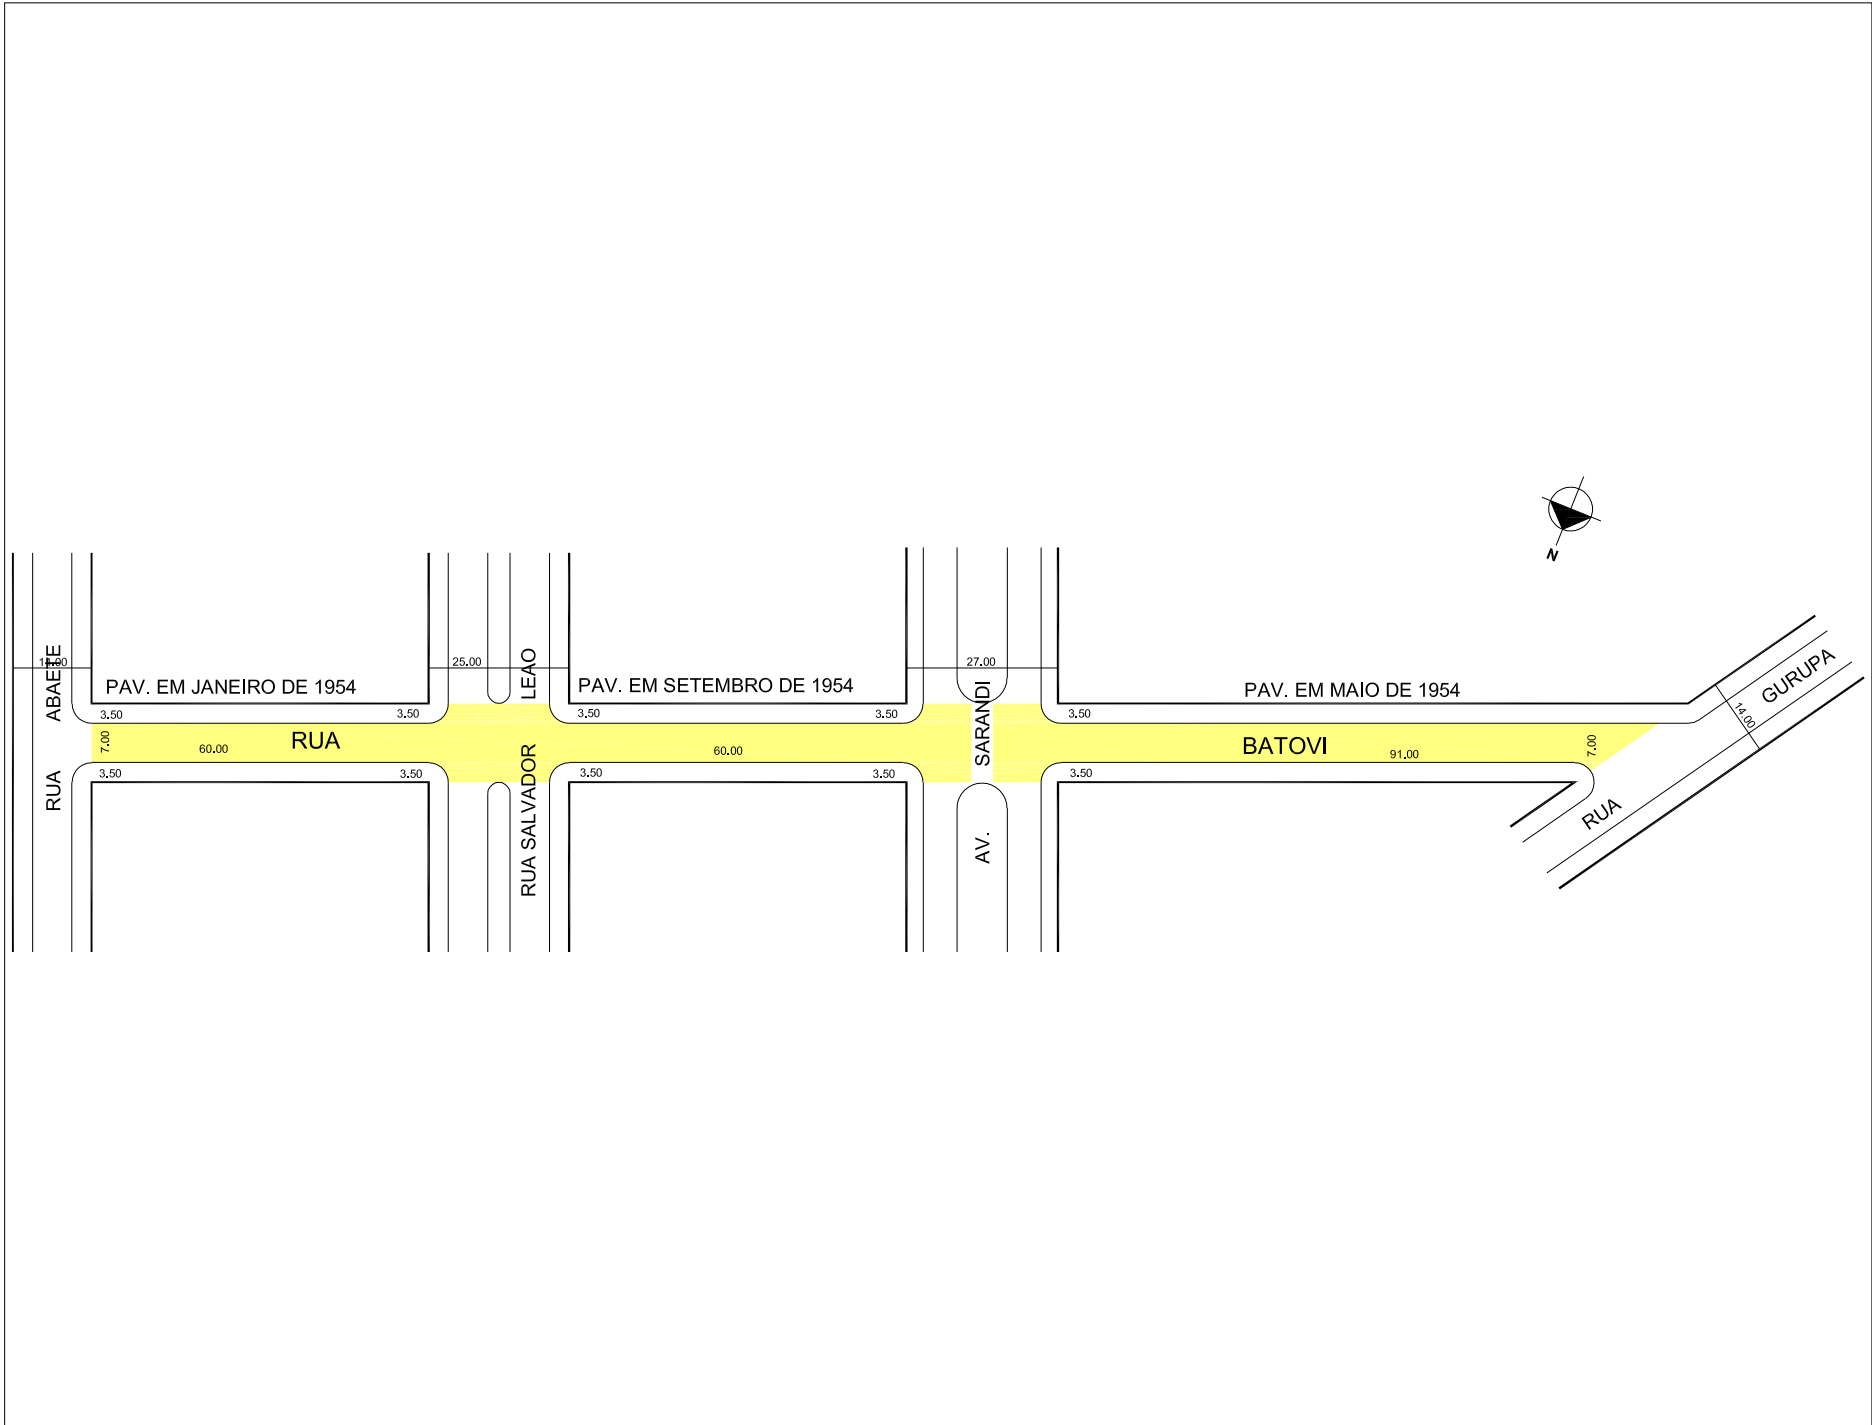 N
RUA ABAETE
14.00
25.00
RUA SALVADOR LEAO
27.00
AV. SARANDI
PAV. EM JANEIRO DE 1954
PAV. EM SETEMBRO DE 1954
PAV. EM MAIO DE 1954
RUA GURUPA
14.00
3.50
3.50
3.50
3.50
3.50
7.00
60.00
RUA
60.00
BATOVI
91.00
7.00
3.50
3.50
3.50
3.50
3.50